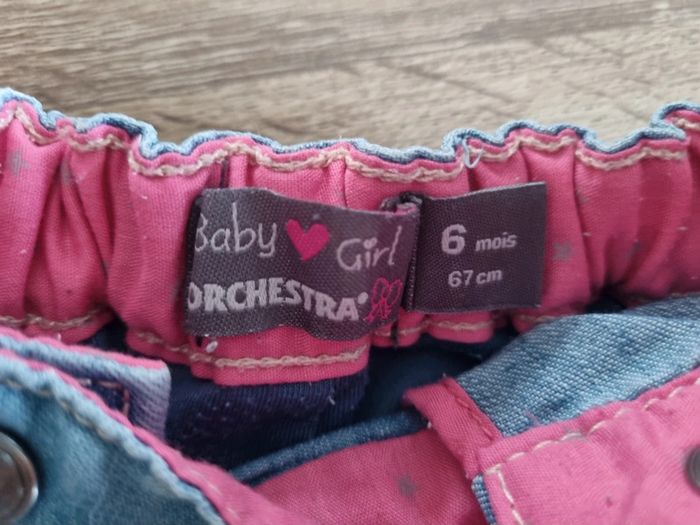 Baby Girl
ORCHESTRA
6 mois
67 cm